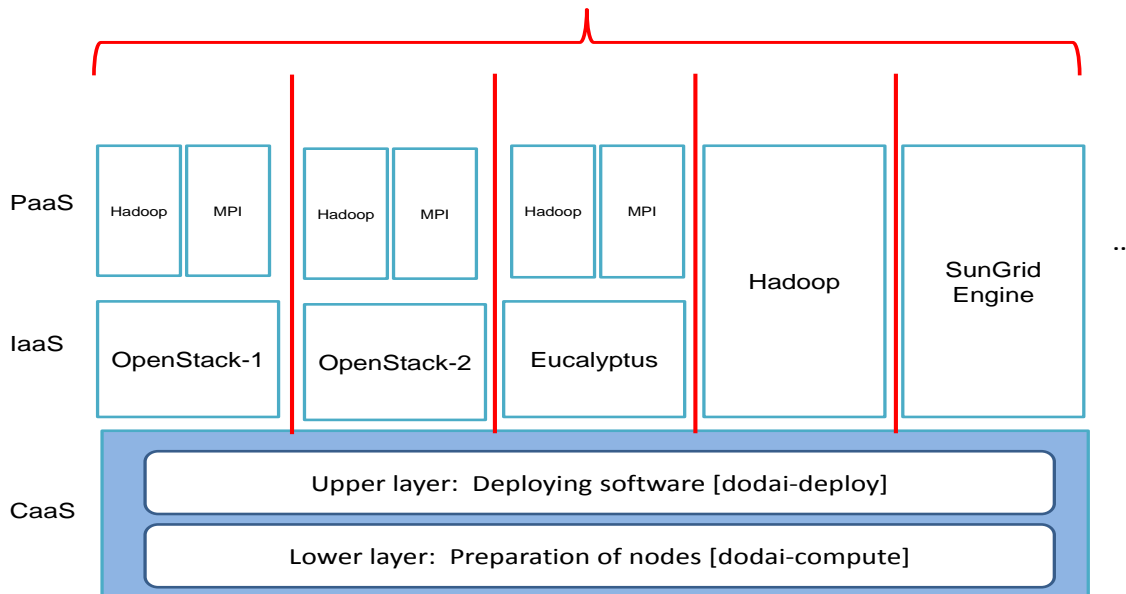 PaaS
Hadoop
MPI
Hadoop
MPI
Hadoop
MPI
Hadoop
SunGrid
Engine
..
IaaS
OpenStack-1
OpenStack-2
Eucalyptus
CaaS
Upper layer: Deploying software [dodai-deploy]
Lower layer: Preparation of nodes [dodai-compute]